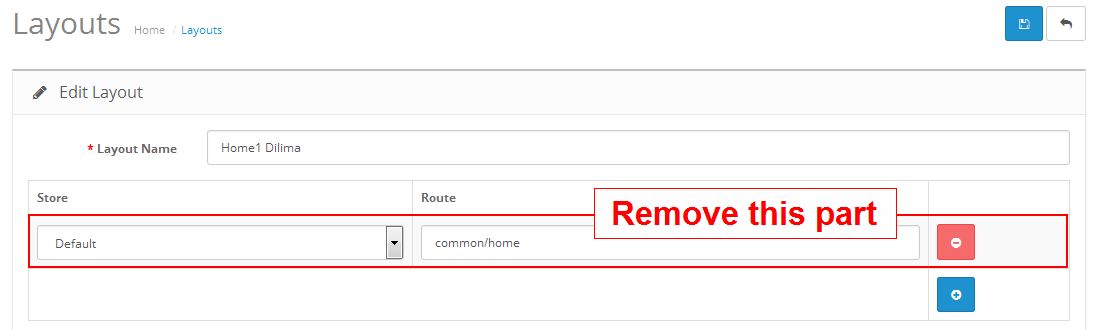 Layouts Home / Layouts
Edit Layout
* Layout Name Home1 Dilima
Store Route
Remove this part
Default common/home